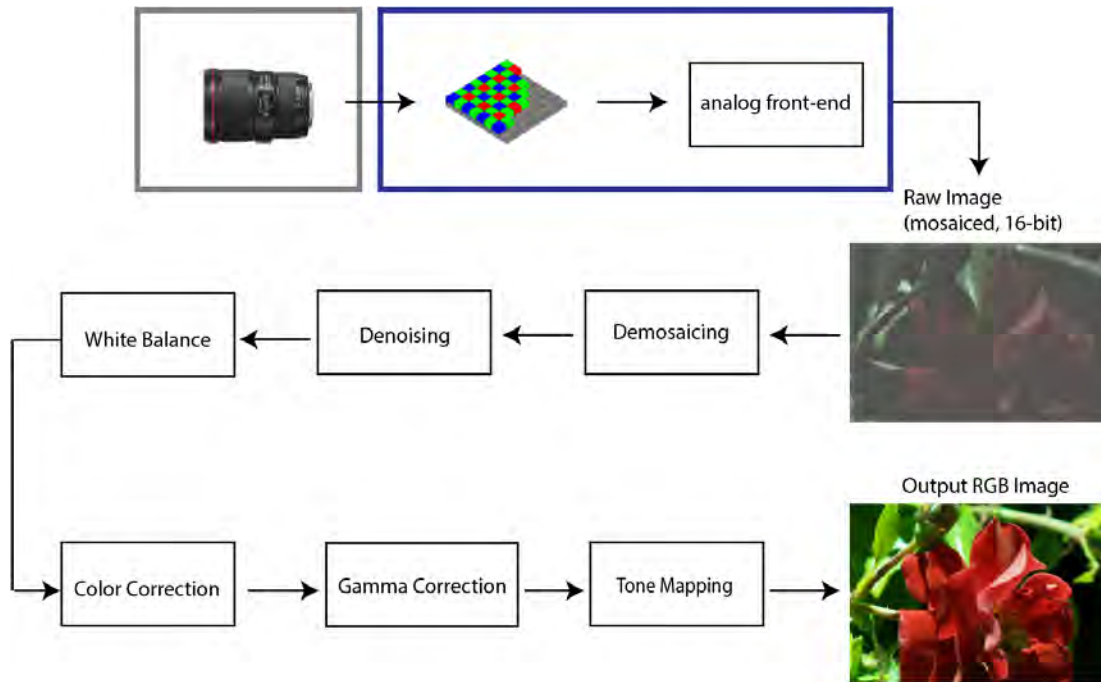 analog front-end
Raw Image
(mosaiced, 16-bit)
Demosaicing
Denoising
White Balance
Color Correction
Gamma Correction
Tone Mapping
Output RGB Image